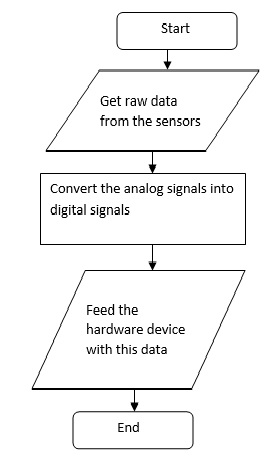 Start
Get raw data
from the sensors
Convert the analog signals into
digital signals
Feed the
hardware device
with this data
End